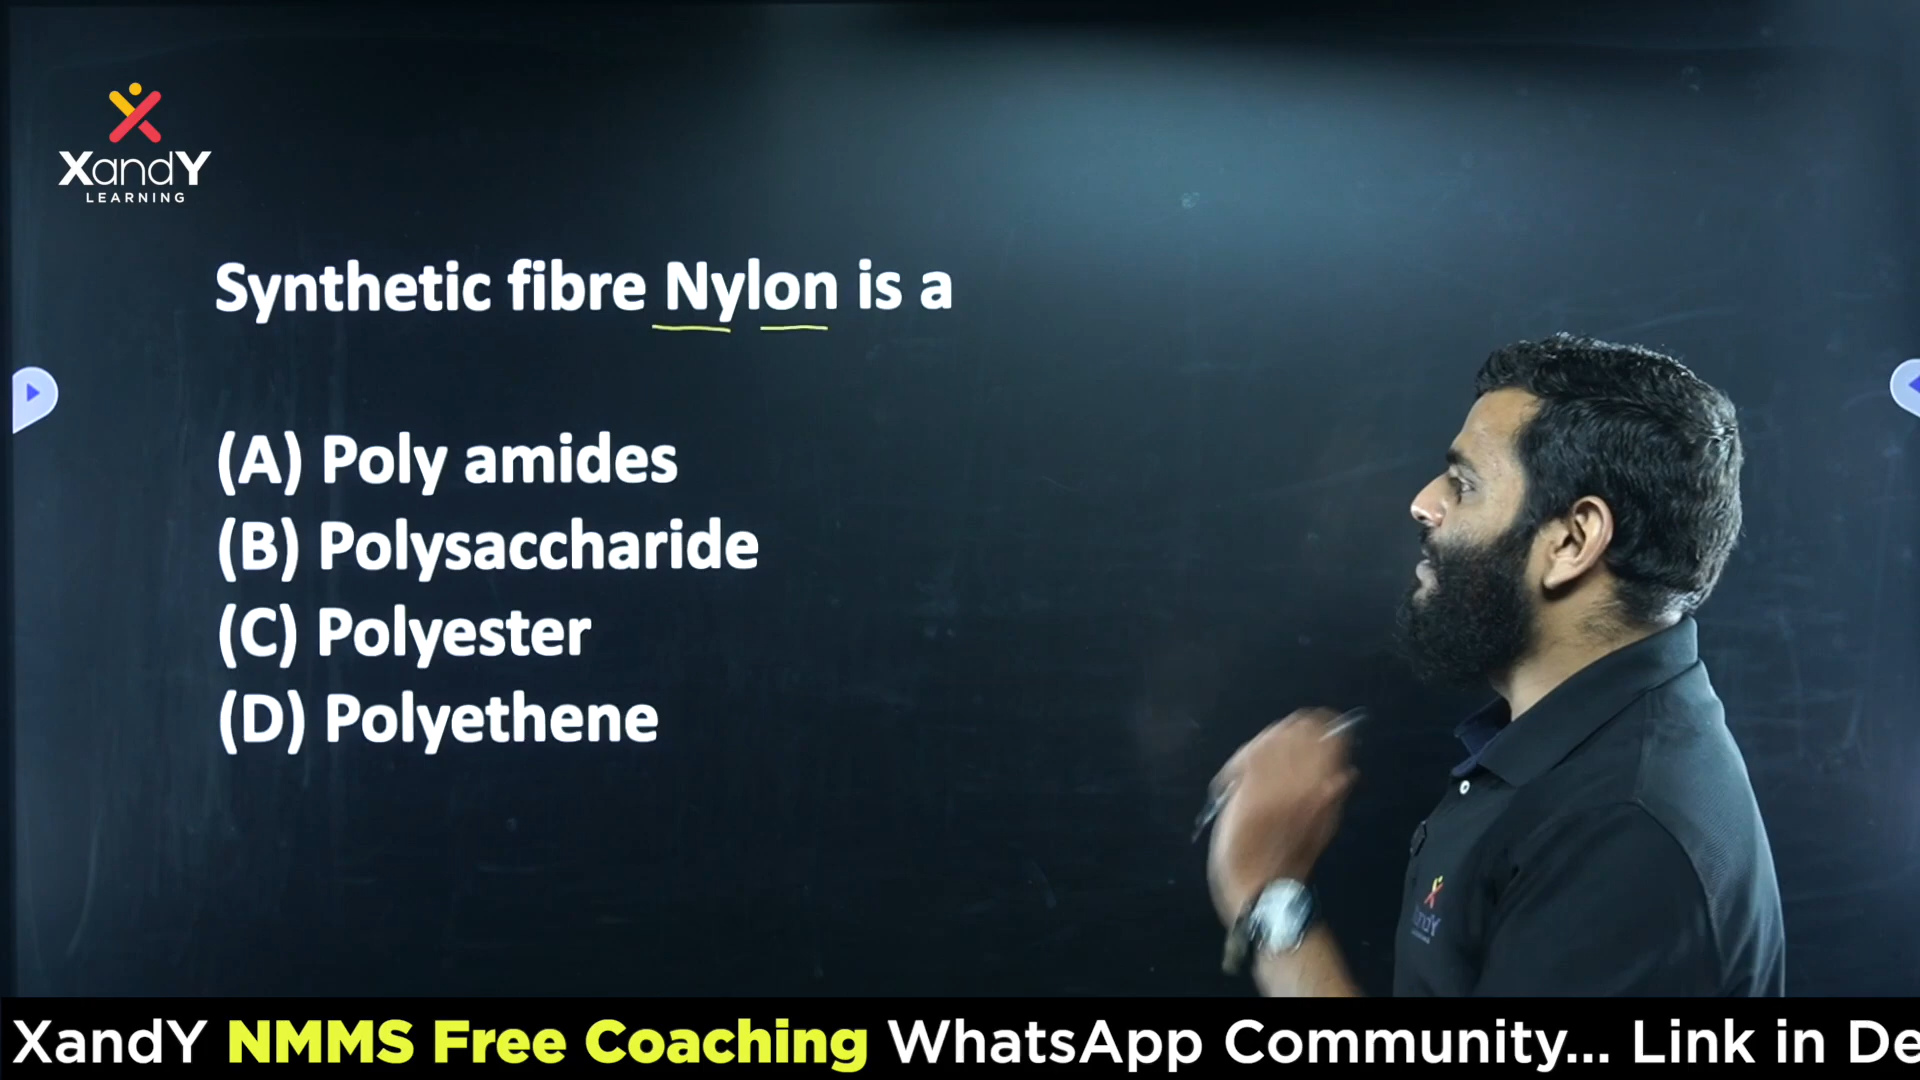 XandY
LEARNING
Synthetic fibre Nylon is a
(A) Poly amides
(B) Polysaccharide
(C) Polyester
(D) Polyethene
XandY NMMS Free Coaching WhatsApp Community... Link in De